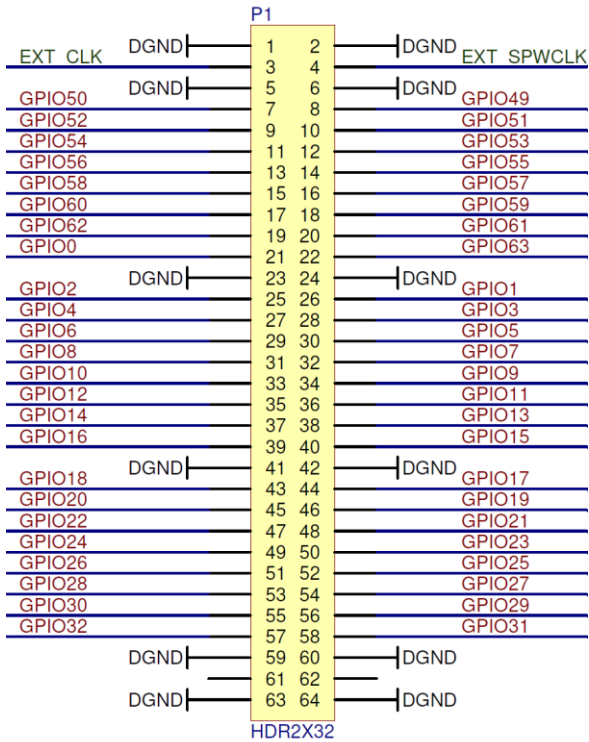 P1
DGND 1 2 DGND
EXT_CLK 3 4 EXT_SPWCLK
DGND 5 6 DGND
GPIO50 7 8 GPIO49
GPIO52 9 10 GPIO51
GPIO54 11 12 GPIO53
GPIO56 13 14 GPIO55
GPIO58 15 16 GPIO57
GPIO60 17 18 GPIO59
GPIO62 19 20 GPIO61
GPIO0 21 22 GPIO63
DGND 23 24 DGND
GPIO2 25 26 GPIO1
GPIO4 27 28 GPIO3
GPIO6 29 30 GPIO5
GPIO8 31 32 GPIO7
GPIO10 33 34 GPIO9
GPIO12 35 36 GPIO11
GPIO14 37 38 GPIO13
GPIO16 39 40 GPIO15
DGND 41 42 DGND
GPIO18 43 44 GPIO17
GPIO20 45 46 GPIO19
GPIO22 47 48 GPIO21
GPIO24 49 50 GPIO23
GPIO26 51 52 GPIO25
GPIO28 53 54 GPIO27
GPIO30 55 56 GPIO29
GPIO32 57 58 GPIO31
DGND 59 60 DGND
61 62
DGND 63 64 DGND
HDR2X32